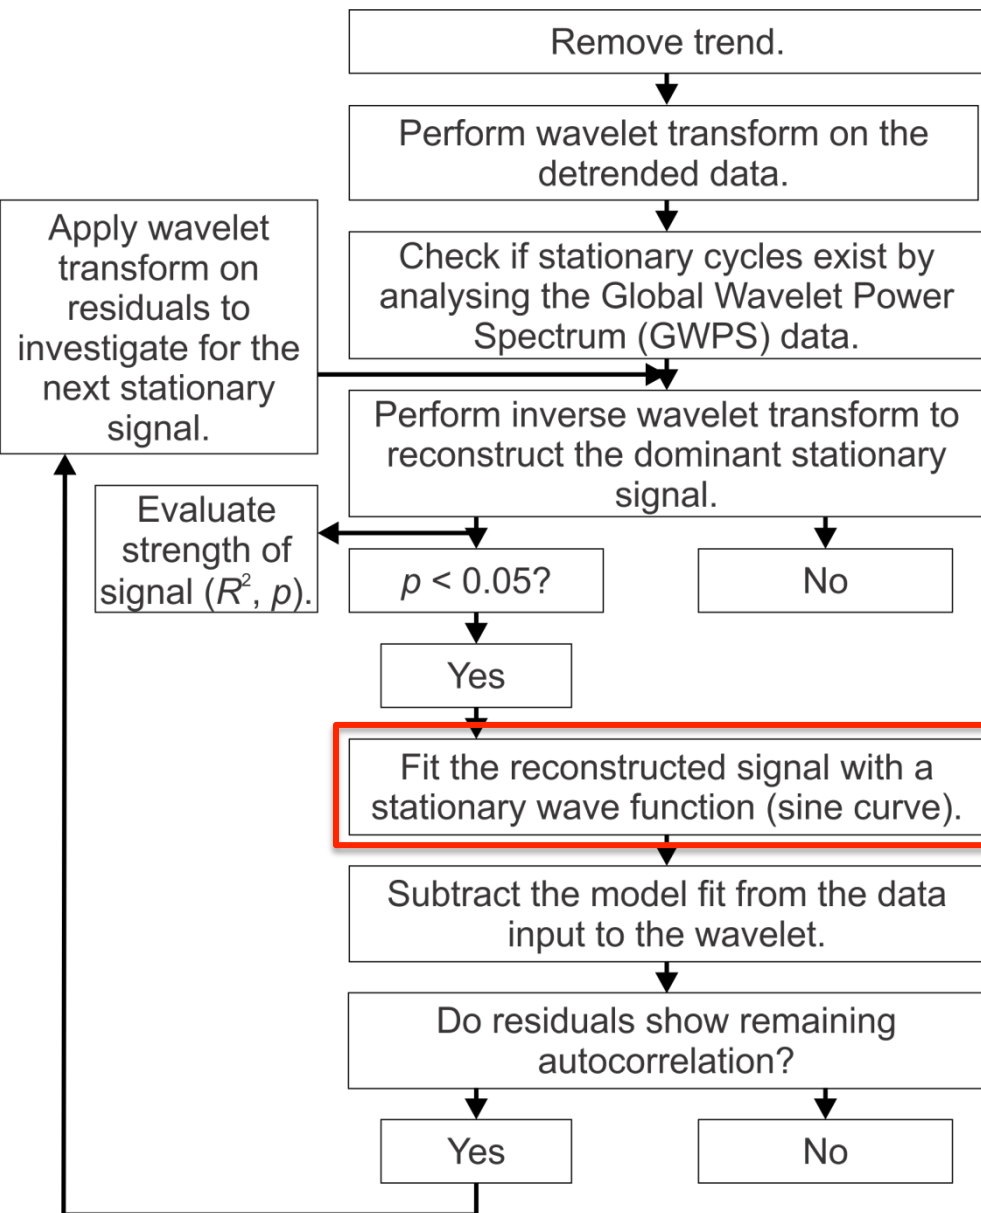 Remove trend.
Perform wavelet transform on the
detrended data.
Apply wavelet
transform on
residuals to
investigate for the
next stationary
signal.
Check if stationary cycles exist by
analysing the Global Wavelet Power
Spectrum (GWPS) data.
Perform inverse wavelet transform to
reconstruct the dominant stationary
signal.
Evaluate
strength of
signal (R², p).
p < 0.05?
No
Yes
Fit the reconstructed signal with a
stationary wave function (sine curve).
Subtract the model fit from the data
input to the wavelet.
Do residuals show remaining
autocorrelation?
Yes
No